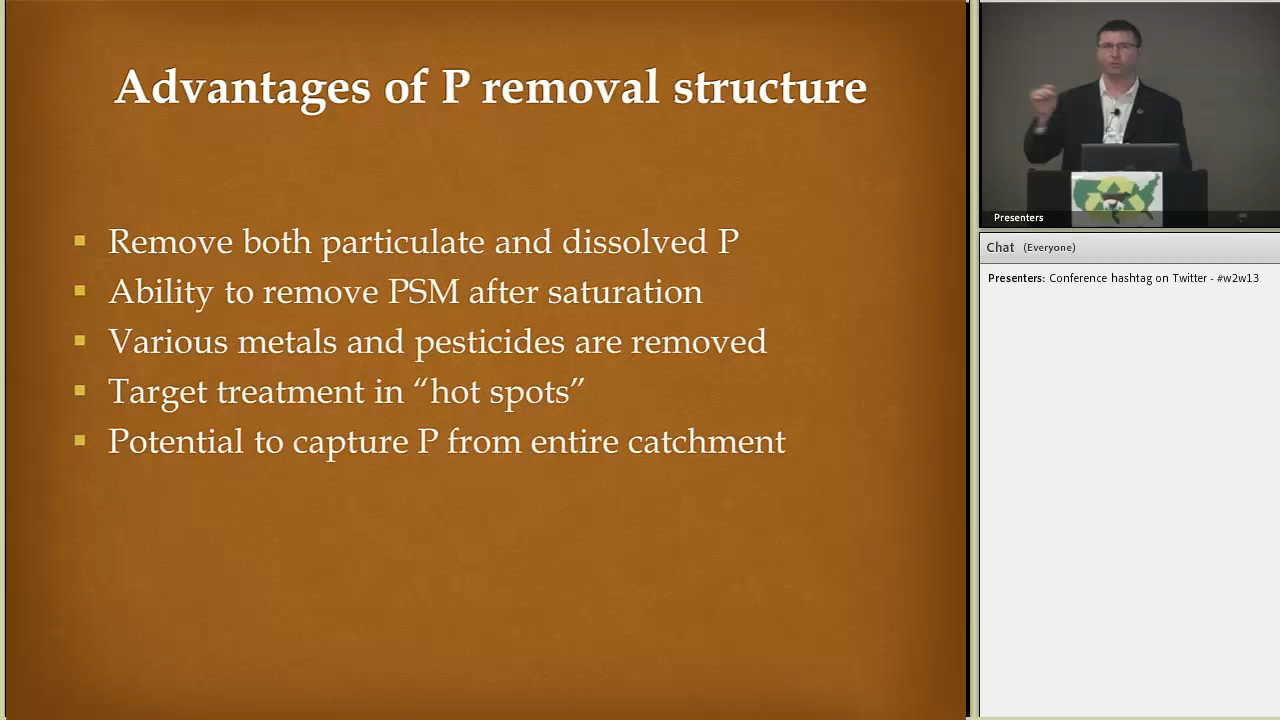 Advantages of P removal structure
Remove both particulate and dissolved P
Ability to remove PSM after saturation
Various metals and pesticides are removed
Target treatment in “hot spots”
Potential to capture P from entire catchment
Presenters
Chat (Everyone)
Presenters: Conference hashtag on Twitter - #w2w13